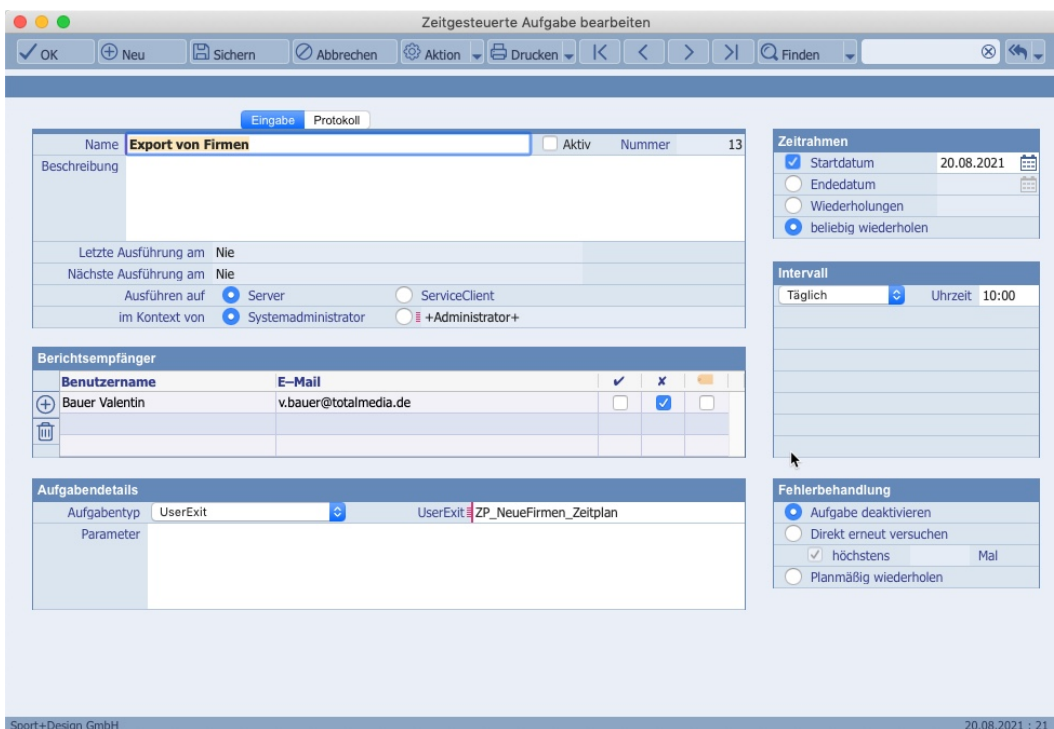 Zeitgesteuerte Aufgabe bearbeiten
OK Neu Sichern Abbrechen Aktion Drucken Finden
Eingabe Protokoll
Name Export von Firmen Aktiv Nummer 13
Beschreibung
Letzte Ausführung am Nie
Nächste Ausführung am Nie
Ausführen auf Server ServiceClient
im Kontext von Systemadministrator +Administrator+
Zeitrahmen
Startdatum 20.08.2021
Endedatum
Wiederholungen
beliebig wiederholen
Intervall
Täglich Uhrzeit 10:00
Berichtsempfänger
Benutzername E–Mail
Bauer Valentin v.bauer@totalmedia.de
Aufgabendetails
Aufgabentyp UserExit UserExit ZP_NeueFirmen_Zeitplan
Parameter
Fehlerbehandlung
Aufgabe deaktivieren
Direkt erneut versuchen
höchstens Mal
Planmäßig wiederholen
Sport+Design GmbH 20.08.2021 : 21